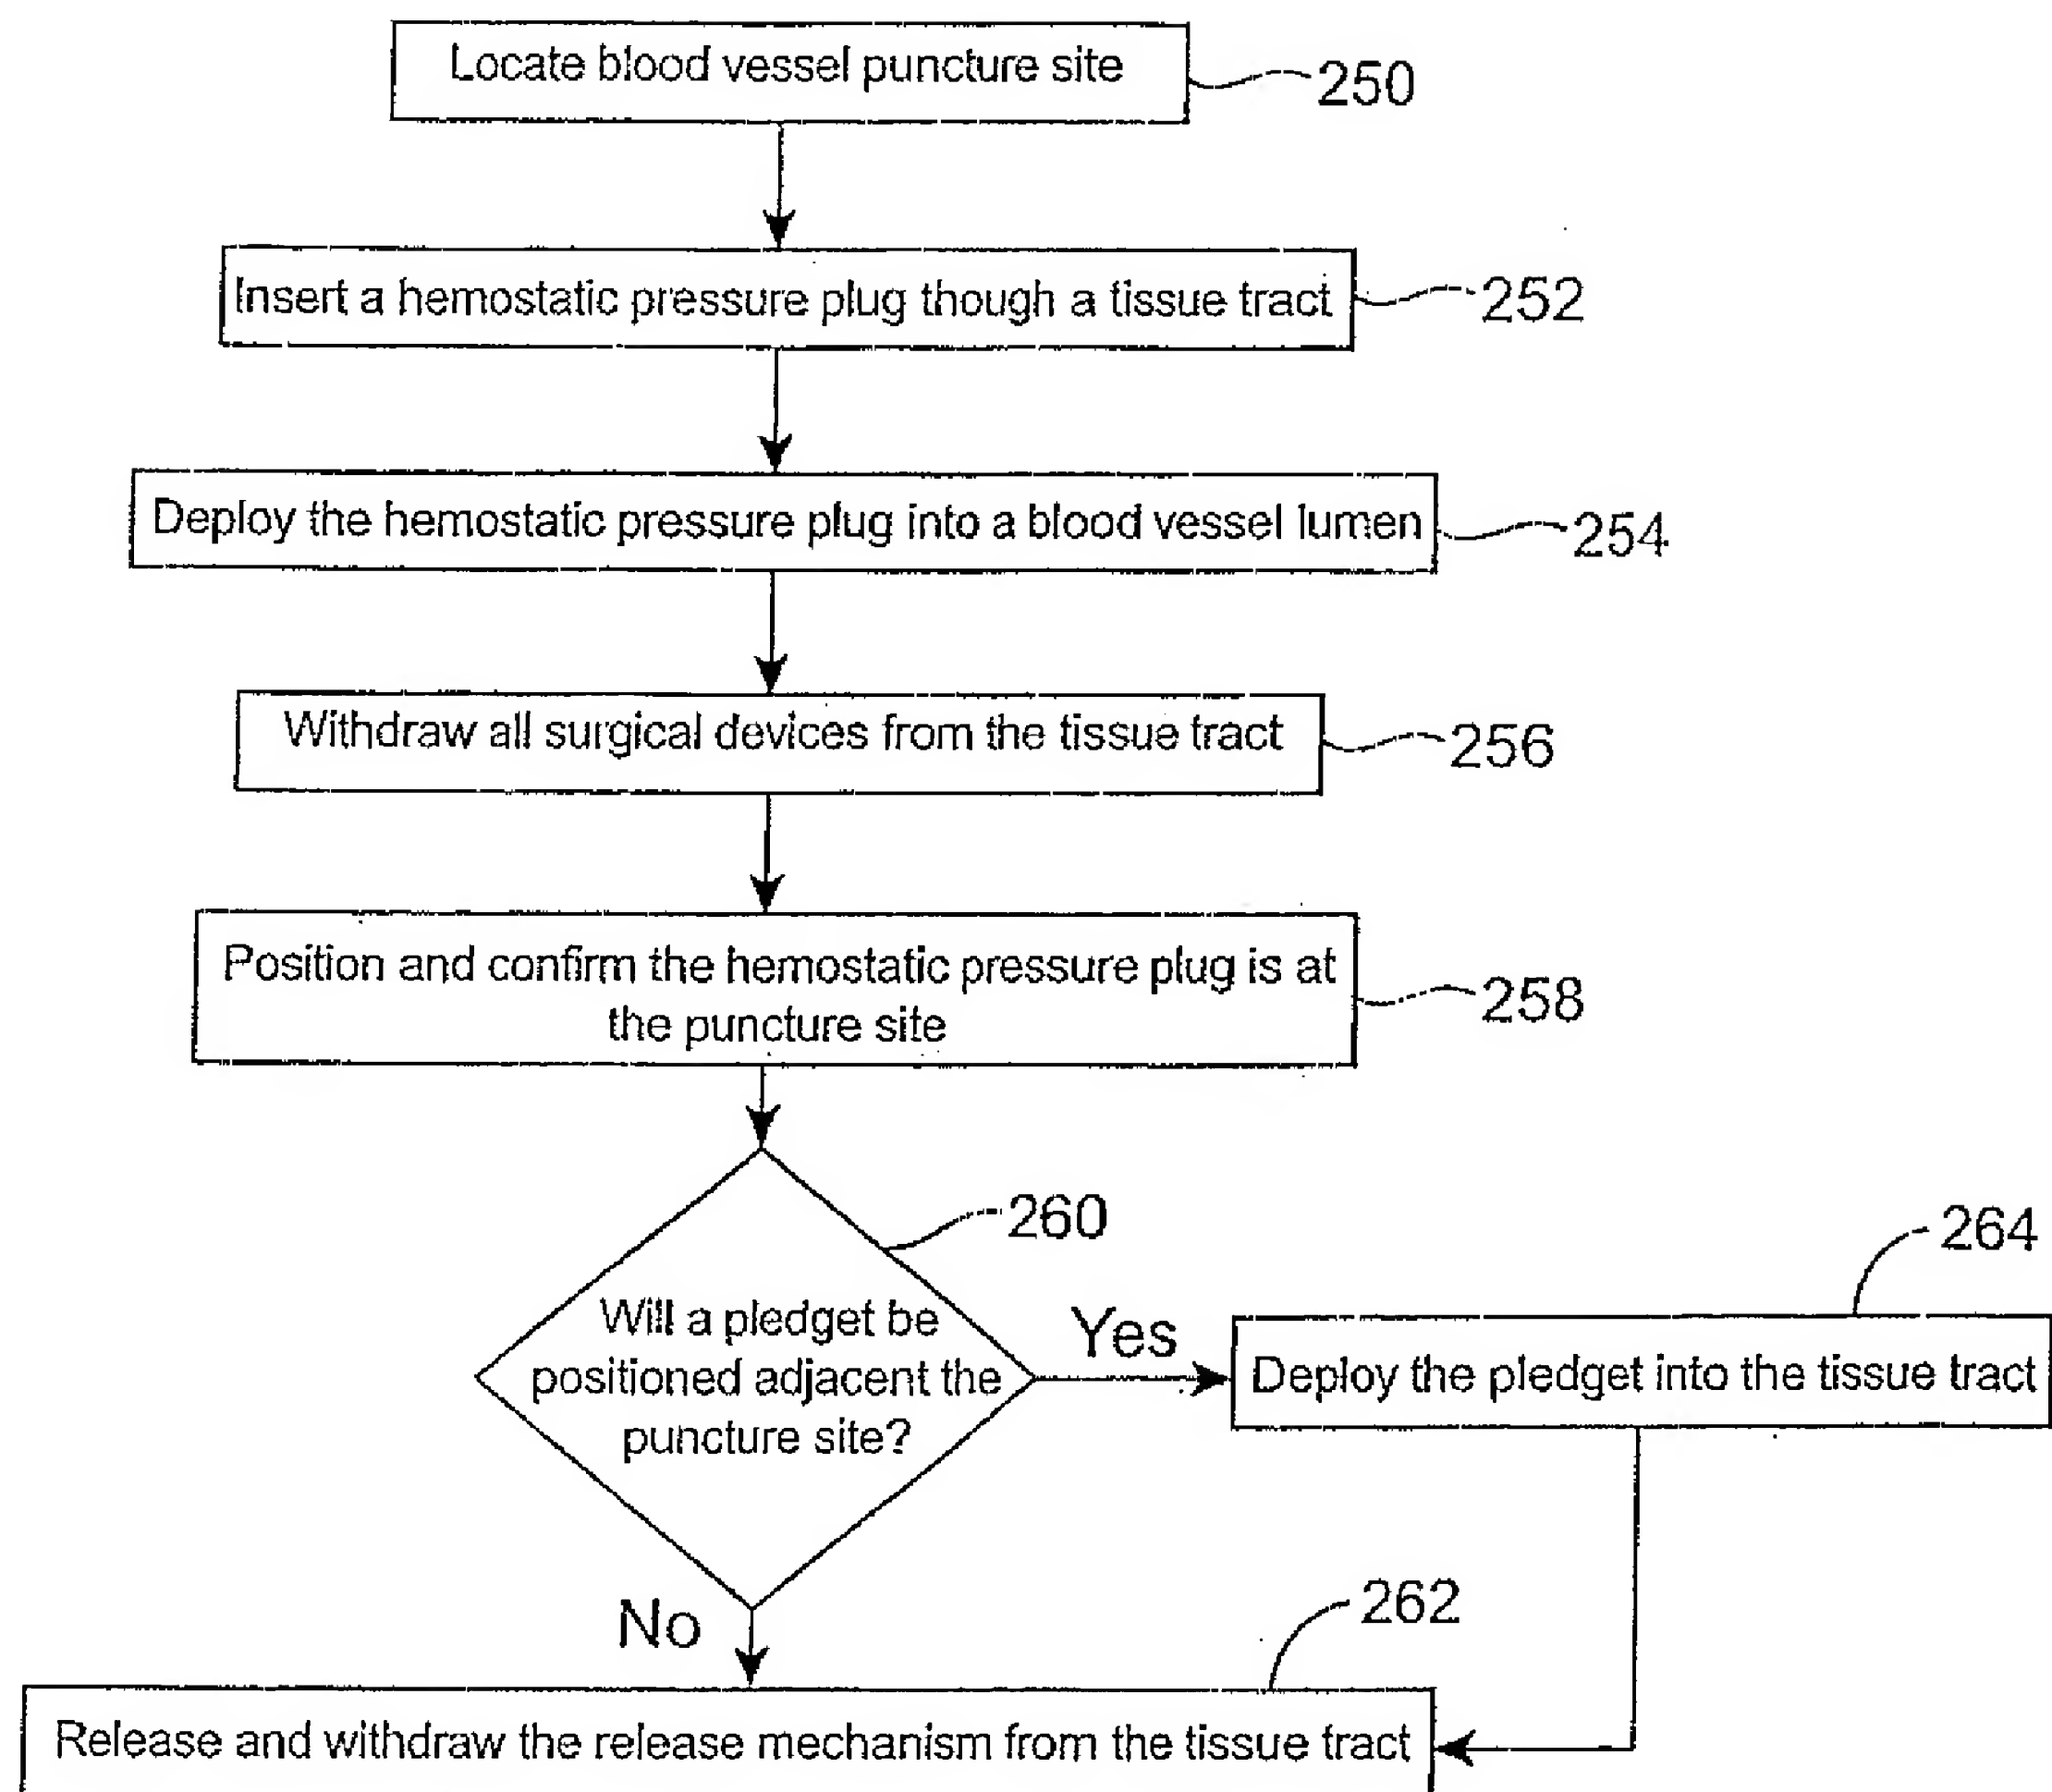 Locate blood vessel puncture site
250
Insert a hemostatic pressure plug though a tissue tract
252
Deploy the hemostatic pressure plug into a blood vessel lumen
254
Withdraw all surgical devices from the tissue tract
256
Position and confirm the hemostatic pressure plug is at
the puncture site
258
260
Will a pledget be
positioned adjacent the
puncture site?
Yes
264
Deploy the pledget into the tissue tract
No
262
Release and withdraw the release mechanism from the tissue tract